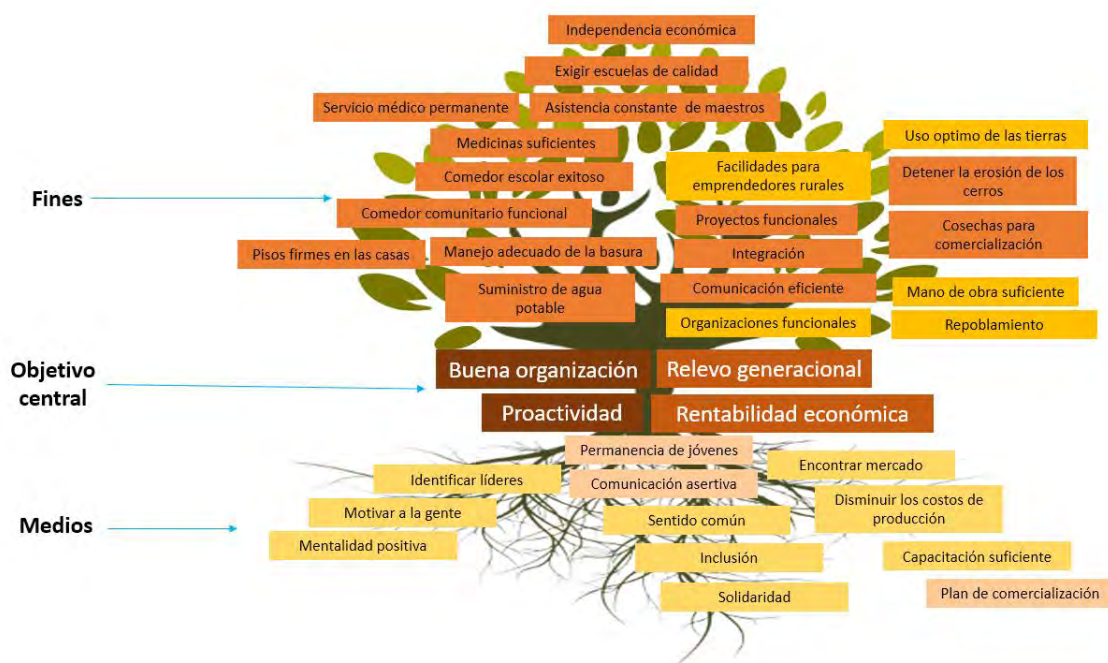 Independencia económica
Exigir escuelas de calidad
Servicio médico permanente
Asistencia constante de maestros
Medicinas suficientes
Comedor escolar exitoso
Comedor comunitario funcional
Pisos firmes en las casas
Manejo adecuado de la basura
Suministro de agua
potable
Facilidades para
emprendedores rurales
Proyectos funcionales
Integración
Comunicación eficiente
Organizaciones funcionales
Uso optimo de las tierras
Detener la erosión de los
cerros
Cosechas para
comercialización
Mano de obra suficiente
Repoblamiento
Fines
Objetivo
central
Buena organización
Relevo generacional
Proactividad
Rentabilidad económica
Medios
Permanencia de jóvenes
Identificar líderes
Comunicación asertiva
Encontrar mercado
Motivar a la gente
Sentido común
Disminuir los costos de
producción
Mentalidad positiva
Inclusión
Capacitación suficiente
Solidaridad
Plan de comercialización